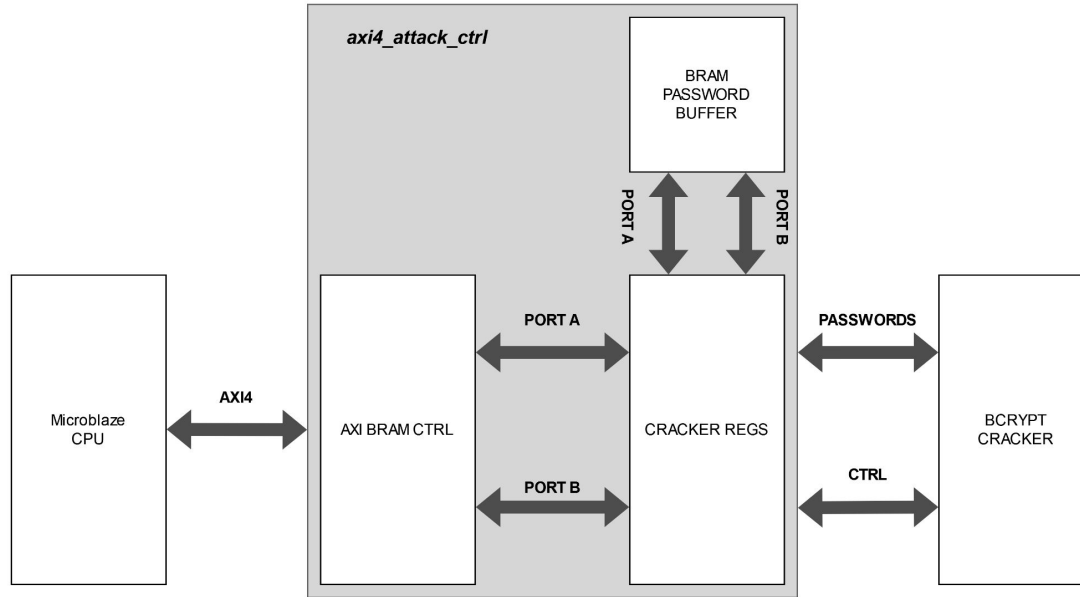 axi4_attack_ctrl
BRAM
PASSWORD
BUFFER
PORT A
PORT B
Microblaze
CPU
AXI4
AXI BRAM CTRL
PORT A
PORT B
CRACKER REGS
PASSWORDS
CTRL
BCRYPT
CRACKER